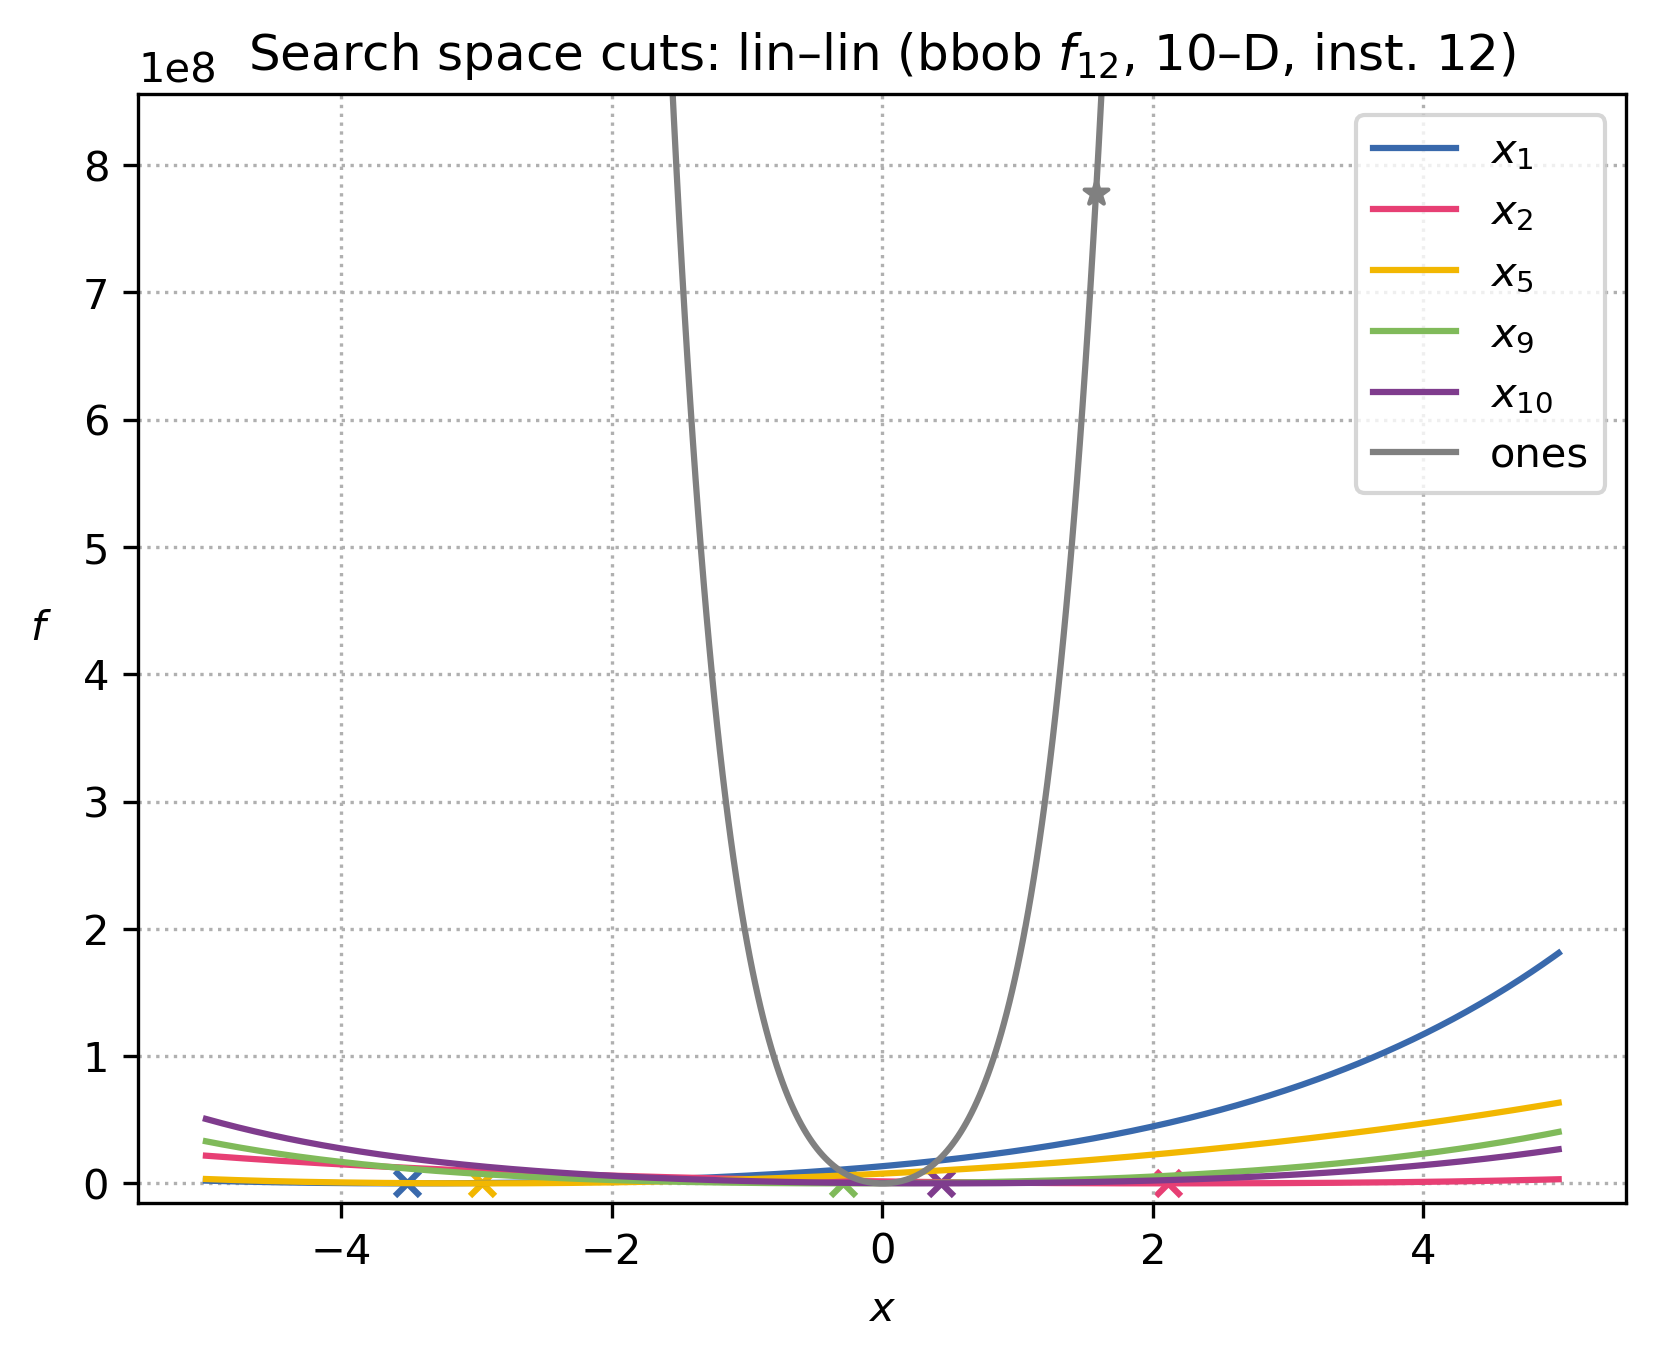 Search space cuts: lin–lin (bbob f₁₂, 10–D, inst. 12)
1e8
8
7
6
5
4
3
2
1
0
f
−4 −2 0 2 4
x
x₁
x₂
x₅
x₉
x₁₀
ones